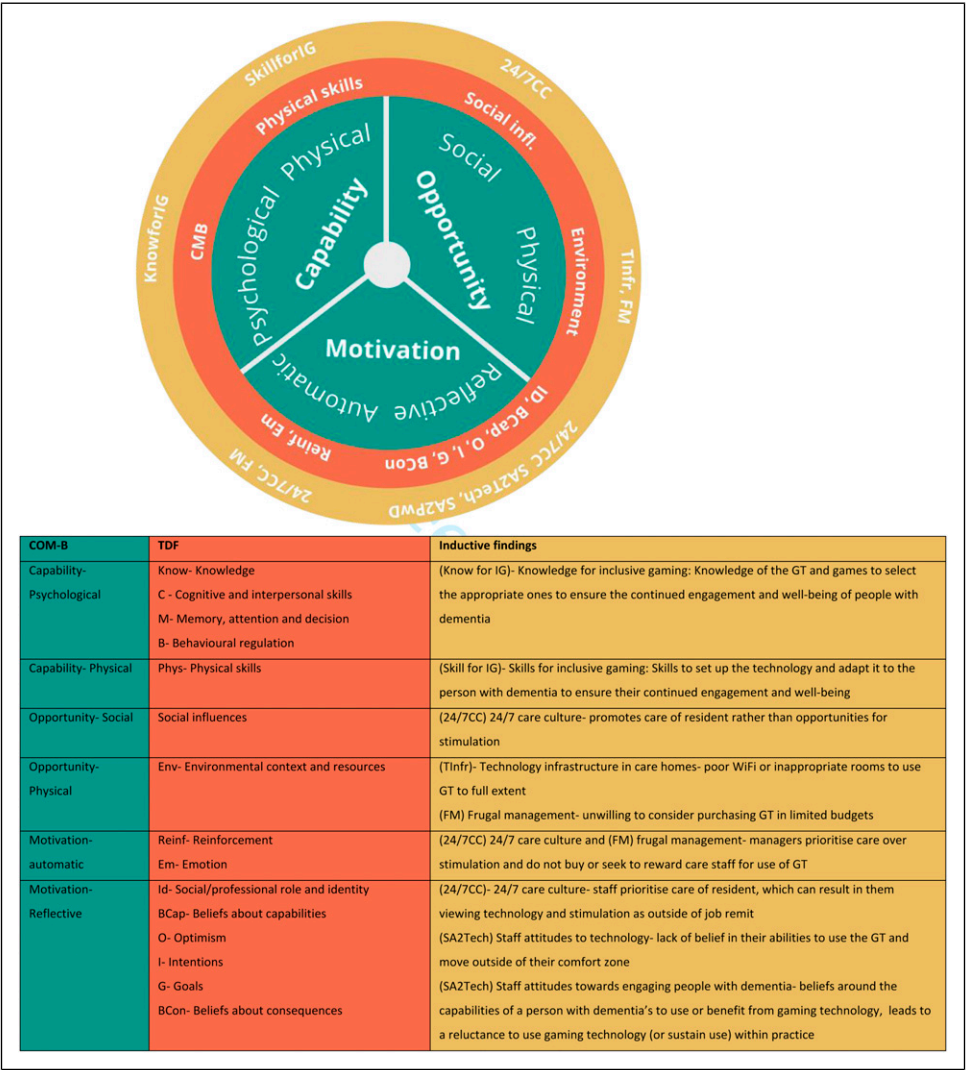 SkillforIG
24/7CC
Physical skills
Social infl.
Physical
Social
KnowforIG
CMB
Psychological
Capability
Opportunity
Physical
Environment
TInfr, FM
Motivation
Automatic
Reflective
Reinf, Em
ID, BCap, O, I, G, BCon
24/7CC, FM
24/7CC SA2Tech, SA2PwD
COM-B
TDF
Inductive findings
Capability-
Psychological
Know- Knowledge
C - Cognitive and interpersonal skills
M- Memory, attention and decision
B- Behavioural regulation
(Know for IG)- Knowledge for inclusive gaming: Knowledge of the GT and games to select
the appropriate ones to ensure the continued engagement and well-being of people with
dementia
Capability- Physical
Phys- Physical skills
(Skill for IG)- Skills for inclusive gaming: Skills to set up the technology and adapt it to the
person with dementia to ensure their continued engagement and well-being
Opportunity- Social
Social influences
(24/7CC) 24/7 care culture- promotes care of resident rather than opportunities for
stimulation
Opportunity-
Physical
Env- Environmental context and resources
(TInfr)- Technology infrastructure in care homes- poor WiFi or inappropriate rooms to use
GT to full extent
(FM) Frugal management- unwilling to consider purchasing GT in limited budgets
Motivation-
automatic
Reinf- Reinforcement
Em- Emotion
(24/7CC) 24/7 care culture and (FM) frugal management- managers prioritise care over
stimulation and do not buy or seek to reward care staff for use of GT
Motivation-
Reflective
Id- Social/professional role and identity
BCap- Beliefs about capabilities
O- Optimism
I- Intentions
G- Goals
BCon- Beliefs about consequences
(24/7CC)- 24/7 care culture- staff prioritise care of resident, which can result in them
viewing technology and stimulation as outside of job remit
(SA2Tech) Staff attitudes to technology- lack of belief in their abilities to use the GT and
move outside of their comfort zone
(SA2Tech) Staff attitudes towards engaging people with dementia- beliefs around the
capabilities of a person with dementia's to use or benefit from gaming technology, leads to
a reluctance to use gaming technology (or sustain use) within practice